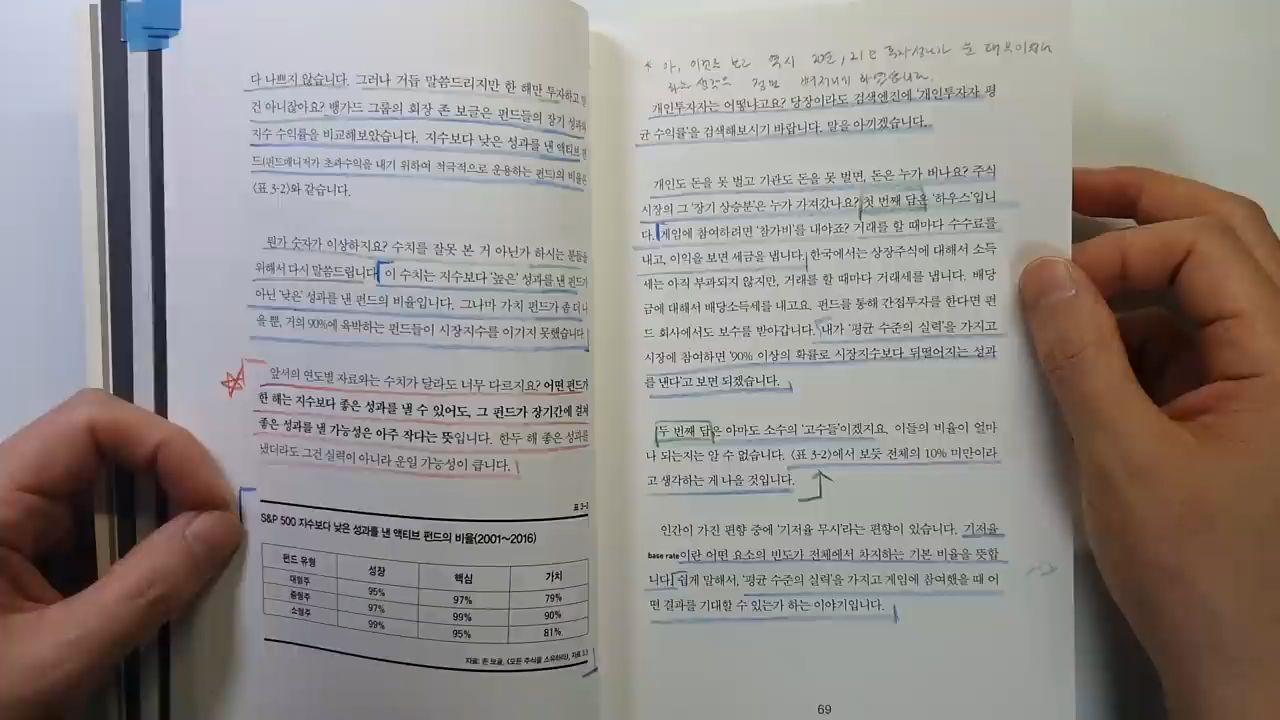 다 나쁘지 않습니다. 그러나 거듭 말씀드리지만 한 해만 투자하고 말
건 아니잖아요? 뱅가드 그룹의 회장 존 보글은 펀드들의 장기 성과와
지수 수익률을 비교해보았습니다. 지수보다 낮은 성과를 낸 액티브 펀
드(펀드매니저가 초과수익을 내기 위하여 적극적으로 운용하는 펀드)의 비율은
〈표 3-2〉와 같습니다.
뭔가 숫자가 이상하지요? 수치를 잘못 본 거 아닌가 하시는 분들을
위해서 다시 말씀드립니다. 이 수치는 지수보다 '높은' 성과를 낸 펀드가
아닌 '낮은' 성과를 낸 펀드의 비율입니다. 그나마 가치 펀드가 좀 더 나
을 뿐, 거의 90%에 육박하는 펀드들이 시장지수를 이기지 못했습니다.
앞서의 연도별 자료와는 수치가 달라도 너무 다르지요? 어떤 펀드가
한 해는 지수보다 좋은 성과를 낼 수 있어도, 그 펀드가 장기간에 걸쳐
좋은 성과를 낼 가능성은 아주 작다는 뜻입니다. 한두 해 좋은 성과를
냈더라도 그건 실력이 아니라 운일 가능성이 큽니다.
표 3-2
S&P 500 지수보다 낮은 성과를 낸 액티브 펀드의 비율(2001~2016)
펀드 유형 성장 핵심 가치
대형주 95% 97% 79%
중형주 97% 99% 90%
소형주 99% 95% 81%
자료: 존 보글, 《모든 주식을 소유하라》, 자료 3.3
개인투자자는 어떨까고요? 당장이라도 검색엔진에 '개인투자자 평
균 수익률'을 검색해보시기 바랍니다. 말을 아끼겠습니다.
개인도 돈을 못 벌고 기관도 돈을 못 벌면, 돈은 누가 버나요? 주식
시장의 그 '장기 상승분'은 누가 가져갔나요? 첫 번째 답은 '하우스'입니
다. 게임에 참여하려면 '참가비'를 내야죠? 거래를 할 때마다 수수료를
내고, 이익을 보면 세금을 냅니다. 한국에서는 상장주식에 대해서 소득
세는 아직 부과되지 않지만, 거래를 할 때마다 거래세를 냅니다. 배당
금에 대해서 배당소득세를 내고요. 펀드를 통해 간접투자를 한다면 펀
드 회사에서도 보수를 받아갑니다. 내가 '평균 수준의 실력'을 가지고
시장에 참여하면 '90% 이상의 확률로 시장지수보다 뒤떨어지는 성과
를 낸다'고 보면 되겠습니다.
두 번째 답은 아마도 소수의 '고수들'이겠지요. 이들의 비율이 얼마
나 되는지는 알 수 없습니다. 〈표 3-2〉에서 보듯 전체의 10% 미만이라
고 생각하는 게 나을 것입니다.
인간이 가진 편향 중에 '기저율 무시'라는 편향이 있습니다. 기저율
base rate이란 어떤 요소의 빈도가 전체에서 차지하는 기본 비율을 뜻합
니다. 쉽게 말해서, '평균 수준의 실력'을 가지고 게임에 참여했을 때 어
떤 결과를 기대할 수 있는가 하는 이야기입니다.
69